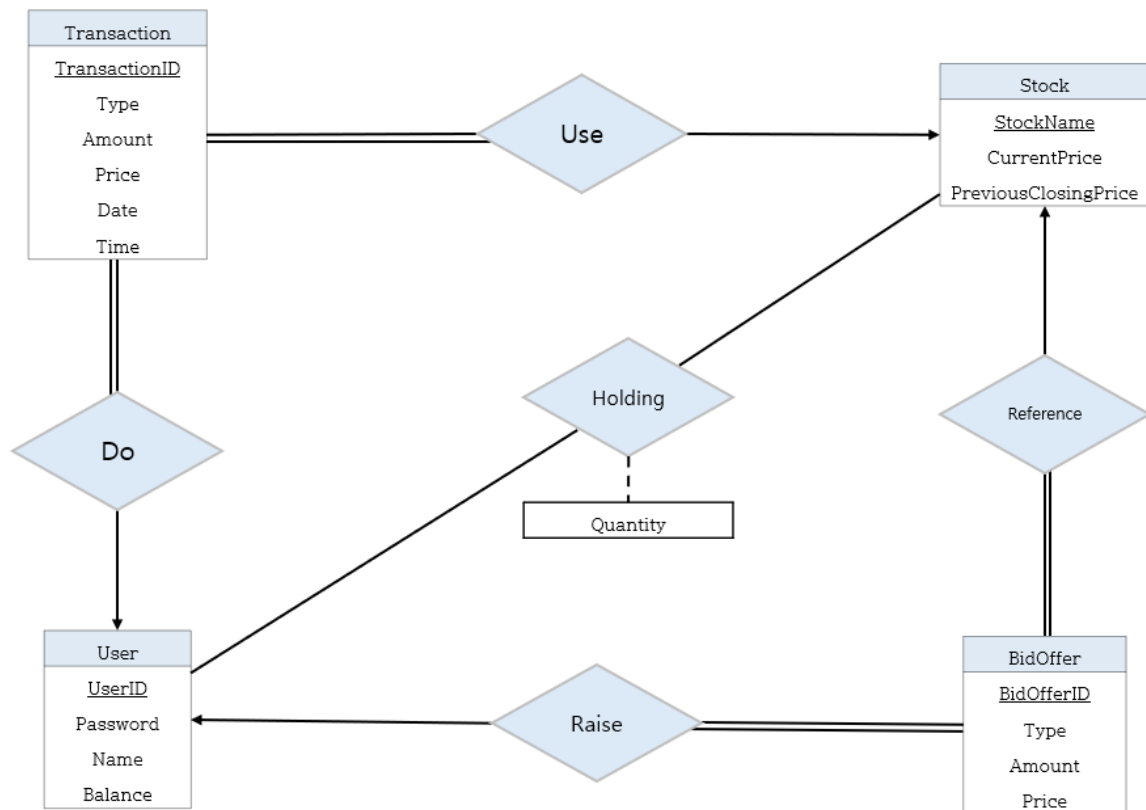 Transaction
TransactionID
Type
Amount
Price
Date
Time
Use
Stock
StockName
CurrentPrice
PreviousClosingPrice
Holding
Quantity
Do
Reference
User
UserID
Password
Name
Balance
Raise
BidOffer
BidOfferID
Type
Amount
Price